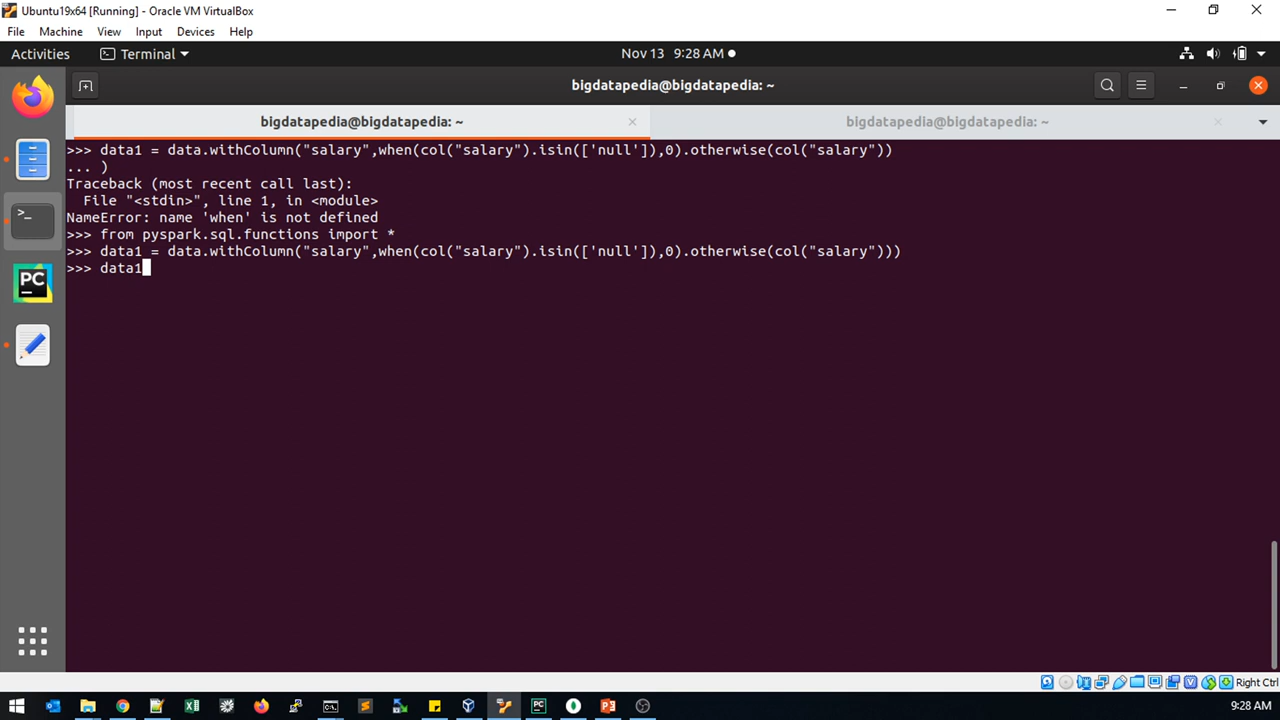 Ubuntu19x64 [Running] - Oracle VM VirtualBox
File Machine View Input Devices Help
Activities Terminal Nov 13 9:28 AM
bigdatapedia@bigdatapedia: ~
bigdatapedia@bigdatapedia: ~ bigdatapedia@bigdatapedia: ~
>>> data1 = data.withColumn("salary",when(col("salary").isin(['null']),0).otherwise(col("salary"))
... )
Traceback (most recent call last):
File "<stdin>", line 1, in <module>
NameError: name 'when' is not defined
>>> from pyspark.sql.functions import *
>>> data1 = data.withColumn("salary",when(col("salary").isin(['null']),0).otherwise(col("salary")))
>>> data1
>_
PC
Right Ctrl
9:28 AM